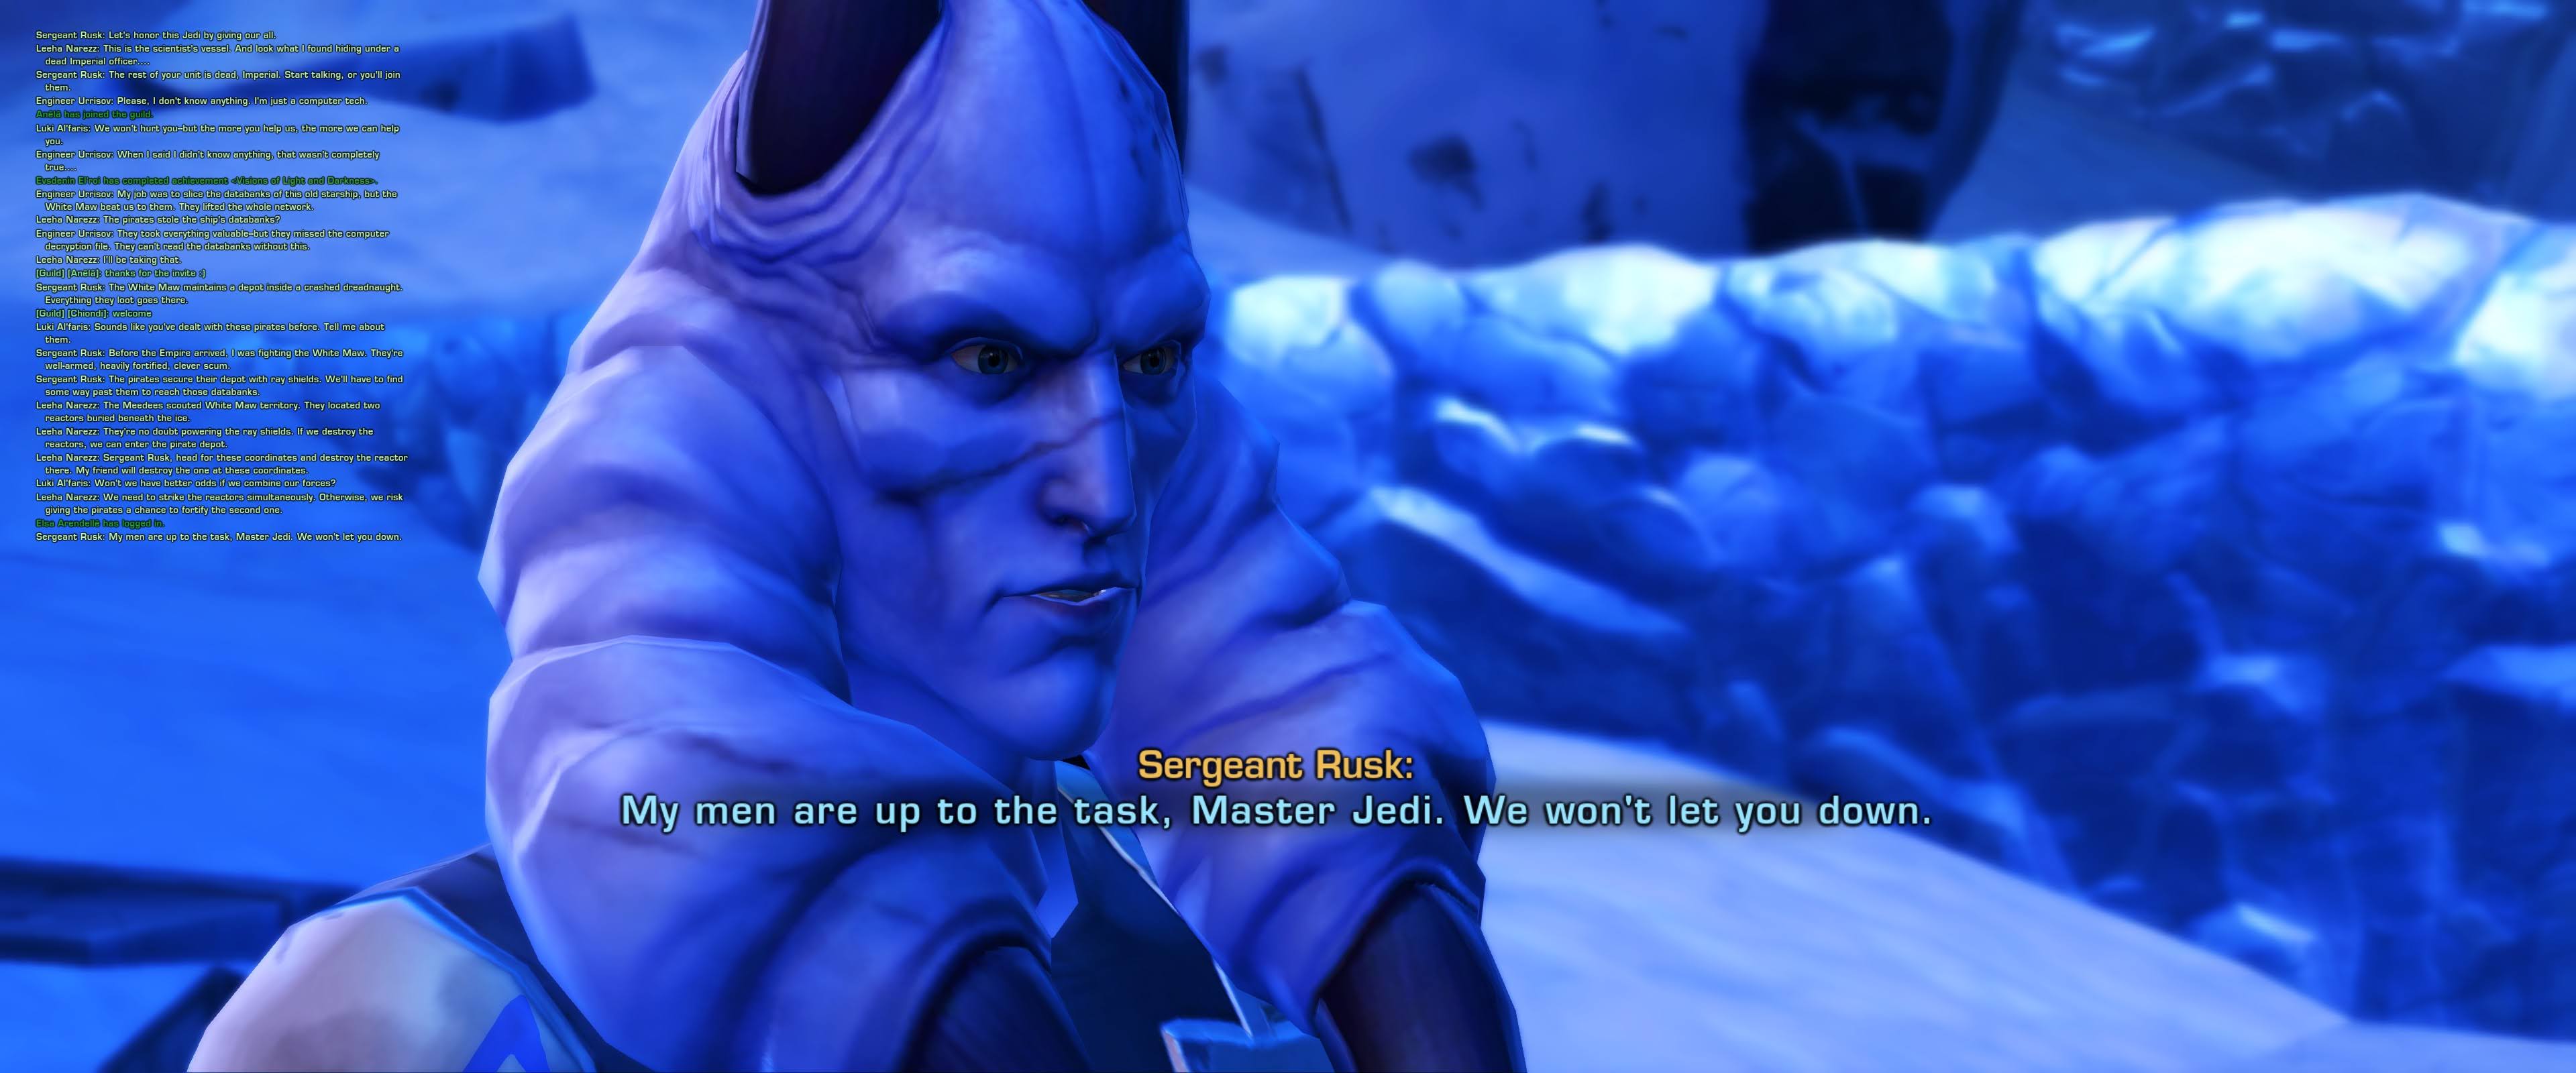 Sergeant Rusk: Let's honor this Jedi by giving our all.
Leeha Narezz: This is the scientist's vessel. And look what I found hiding under a
dead Imperial officer....
Sergeant Rusk: The rest of your unit is dead, Imperial. Start talking, or you'll join
them.
Engineer Urrisov: Please, I don't know anything. I'm just a computer tech.
Anêlä has joined the guild.
Luki Al'faris: We won't hurt you–but the more you help us, the more we can help
you.
Engineer Urrisov: When I said I didn't know anything, that wasn't completely
true....
Evedenin El'roi has completed achievement <Visions of Light and Darkness>.
Engineer Urrisov: My job was to slice the databanks of this old starship, but the
White Maw beat us to them. They lifted the whole network.
Leeha Narezz: The pirates stole the ship's databanks?
Engineer Urrisov: They took everything valuable–but they missed the computer
decryption file. They can't read the databanks without this.
Leeha Narezz: I'll be taking that.
[Guild] [Anêlä]: thanks for the invite :)
Sergeant Rusk: The White Maw maintains a depot inside a crashed dreadnaught.
Everything they loot goes there.
[Guild] [Chiondi]: welcome
Luki Al'faris: Sounds like you've dealt with these pirates before. Tell me about
them.
Sergeant Rusk: Before the Empire arrived, I was fighting the White Maw. They're
well-armed, heavily fortified, clever scum.
Sergeant Rusk: The pirates secure their depot with ray shields. We'll have to find
some way past them to reach those databanks.
Leeha Narezz: The Meedees scouted White Maw territory. They located two
reactors buried beneath the ice.
Leeha Narezz: They're no doubt powering the ray shields. If we destroy the
reactors, we can enter the pirate depot.
Leeha Narezz: Sergeant Rusk, head for these coordinates and destroy the reactor
there. My friend will destroy the one at these coordinates.
Luki Al'faris: Won't we have better odds if we combine our forces?
Leeha Narezz: We need to strike the reactors simultaneously. Otherwise, we risk
giving the pirates a chance to fortify the second one.
Elsa Arendellê has logged in.
Sergeant Rusk: My men are up to the task, Master Jedi. We won't let you down.
Sergeant Rusk:
My men are up to the task, Master Jedi. We won't let you down.